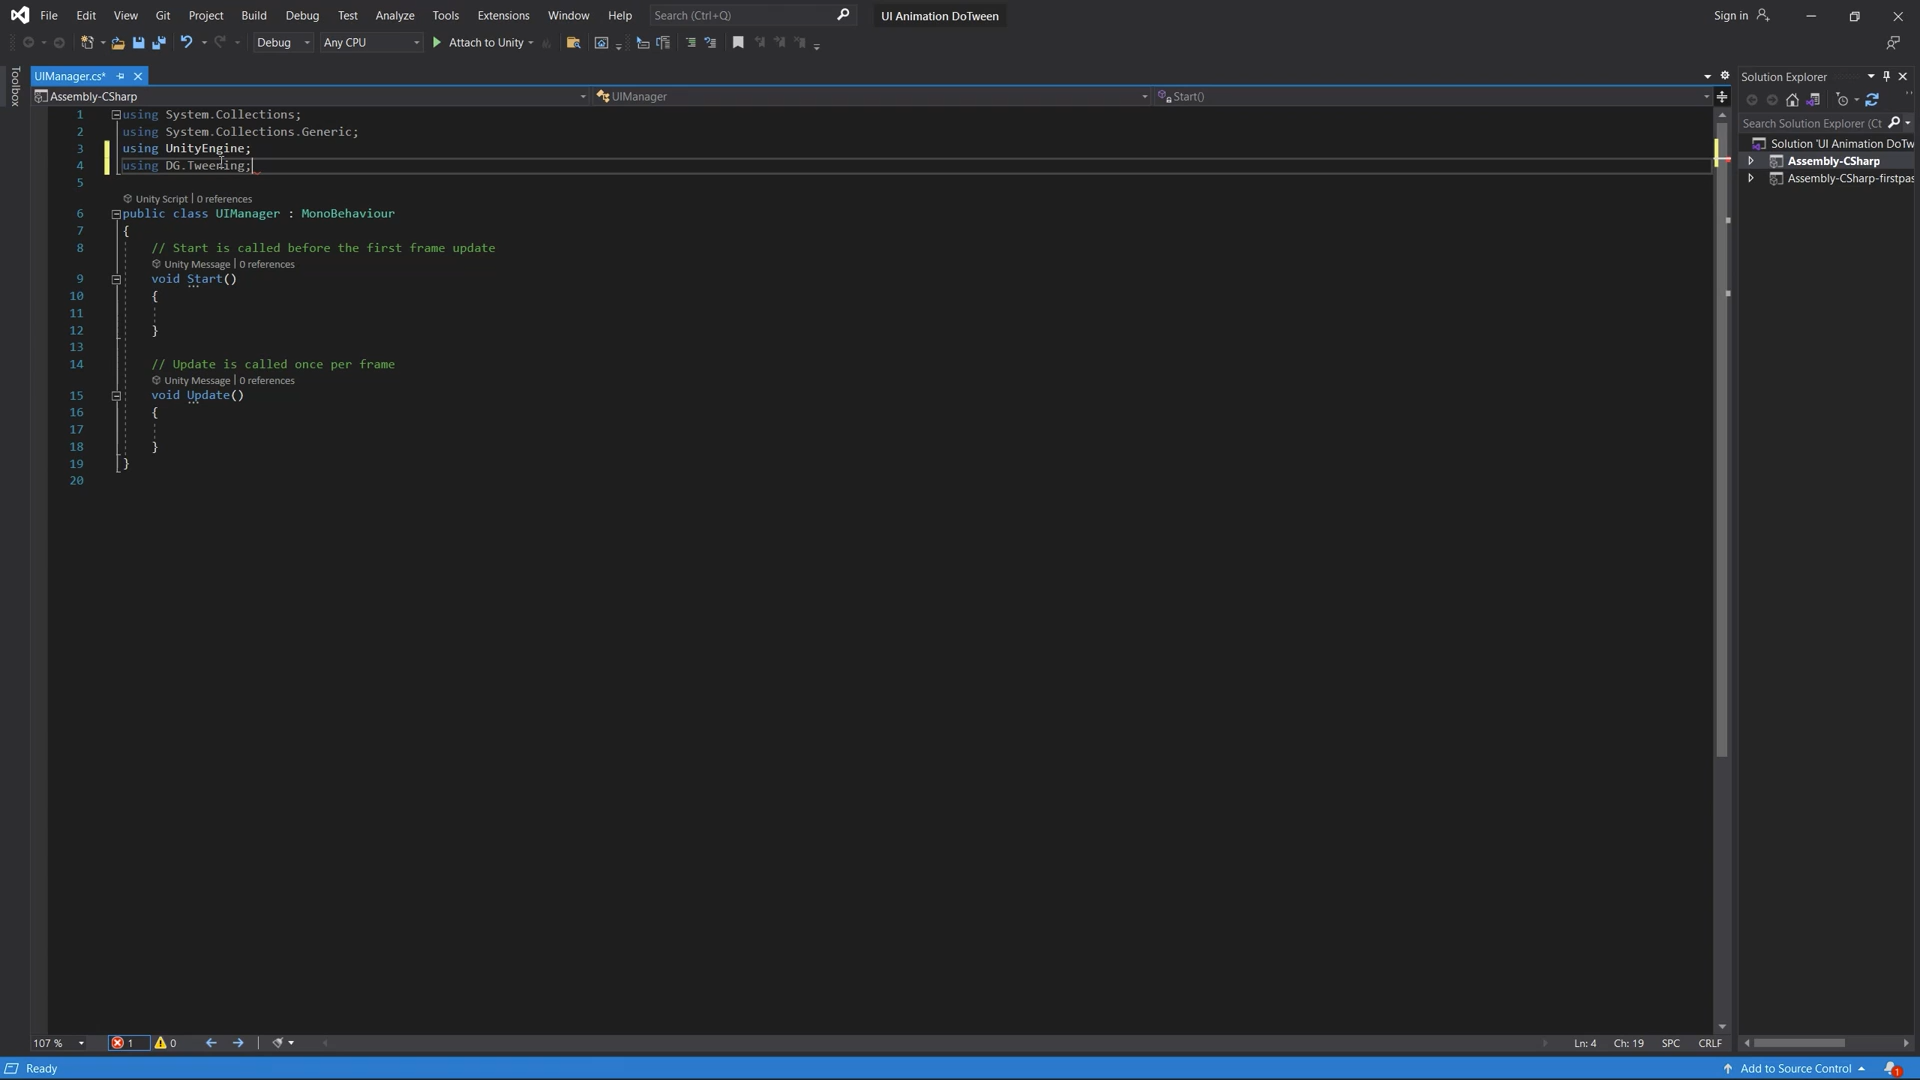 File Edit View Git Project Build Debug Test Analyze Tools Extensions Window Help Search (Ctrl+Q) UI Animation DoTween Sign in
Debug Any CPU Attach to Unity
Toolbox
UIManager.cs*
Assembly-CSharp UIManager Start()
1 using System.Collections;
2 using System.Collections.Generic;
3 using UnityEngine;
4 using DG.Tweening;
5
Unity Script | 0 references
6 public class UIManager : MonoBehaviour
7 {
8 // Start is called before the first frame update
Unity Message | 0 references
9 void Start()
10 {
11
12 }
13
14 // Update is called once per frame
Unity Message | 0 references
15 void Update()
16 {
17
18 }
19 }
20
Solution Explorer
Search Solution Explorer (Ct
Solution 'UI Animation DoTw
Assembly-CSharp
Assembly-CSharp-firstpas
107 % 1 0 Ln: 4 Ch: 19 SPC CRLF
Ready Add to Source Control 1